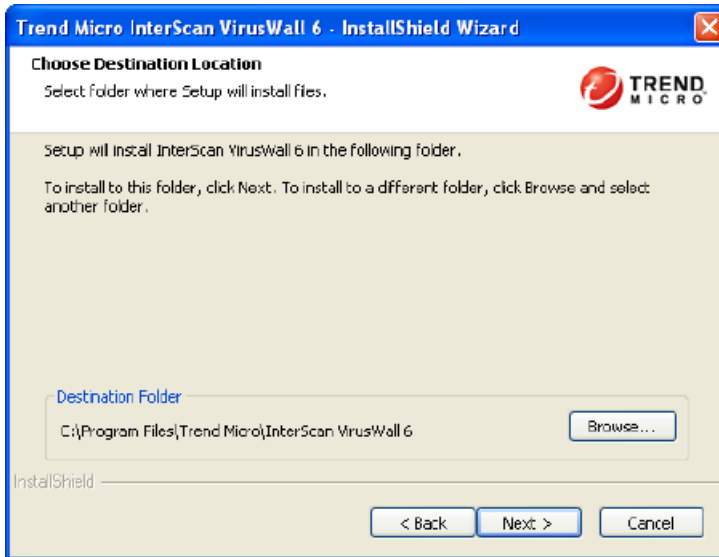 Trend Micro InterScan VirusWall 6 - InstallShield Wizard
Choose Destination Location
Select folder where Setup will install files.
TREND
MICRO
Setup will install InterScan VirusWall 6 in the following folder.
To install to this folder, click Next. To install to a different folder, click Browse and select
another folder.
Destination Folder
C:\Program Files\Trend Micro\InterScan VirusWall 6
Browse...
InstallShield
< Back
Next >
Cancel